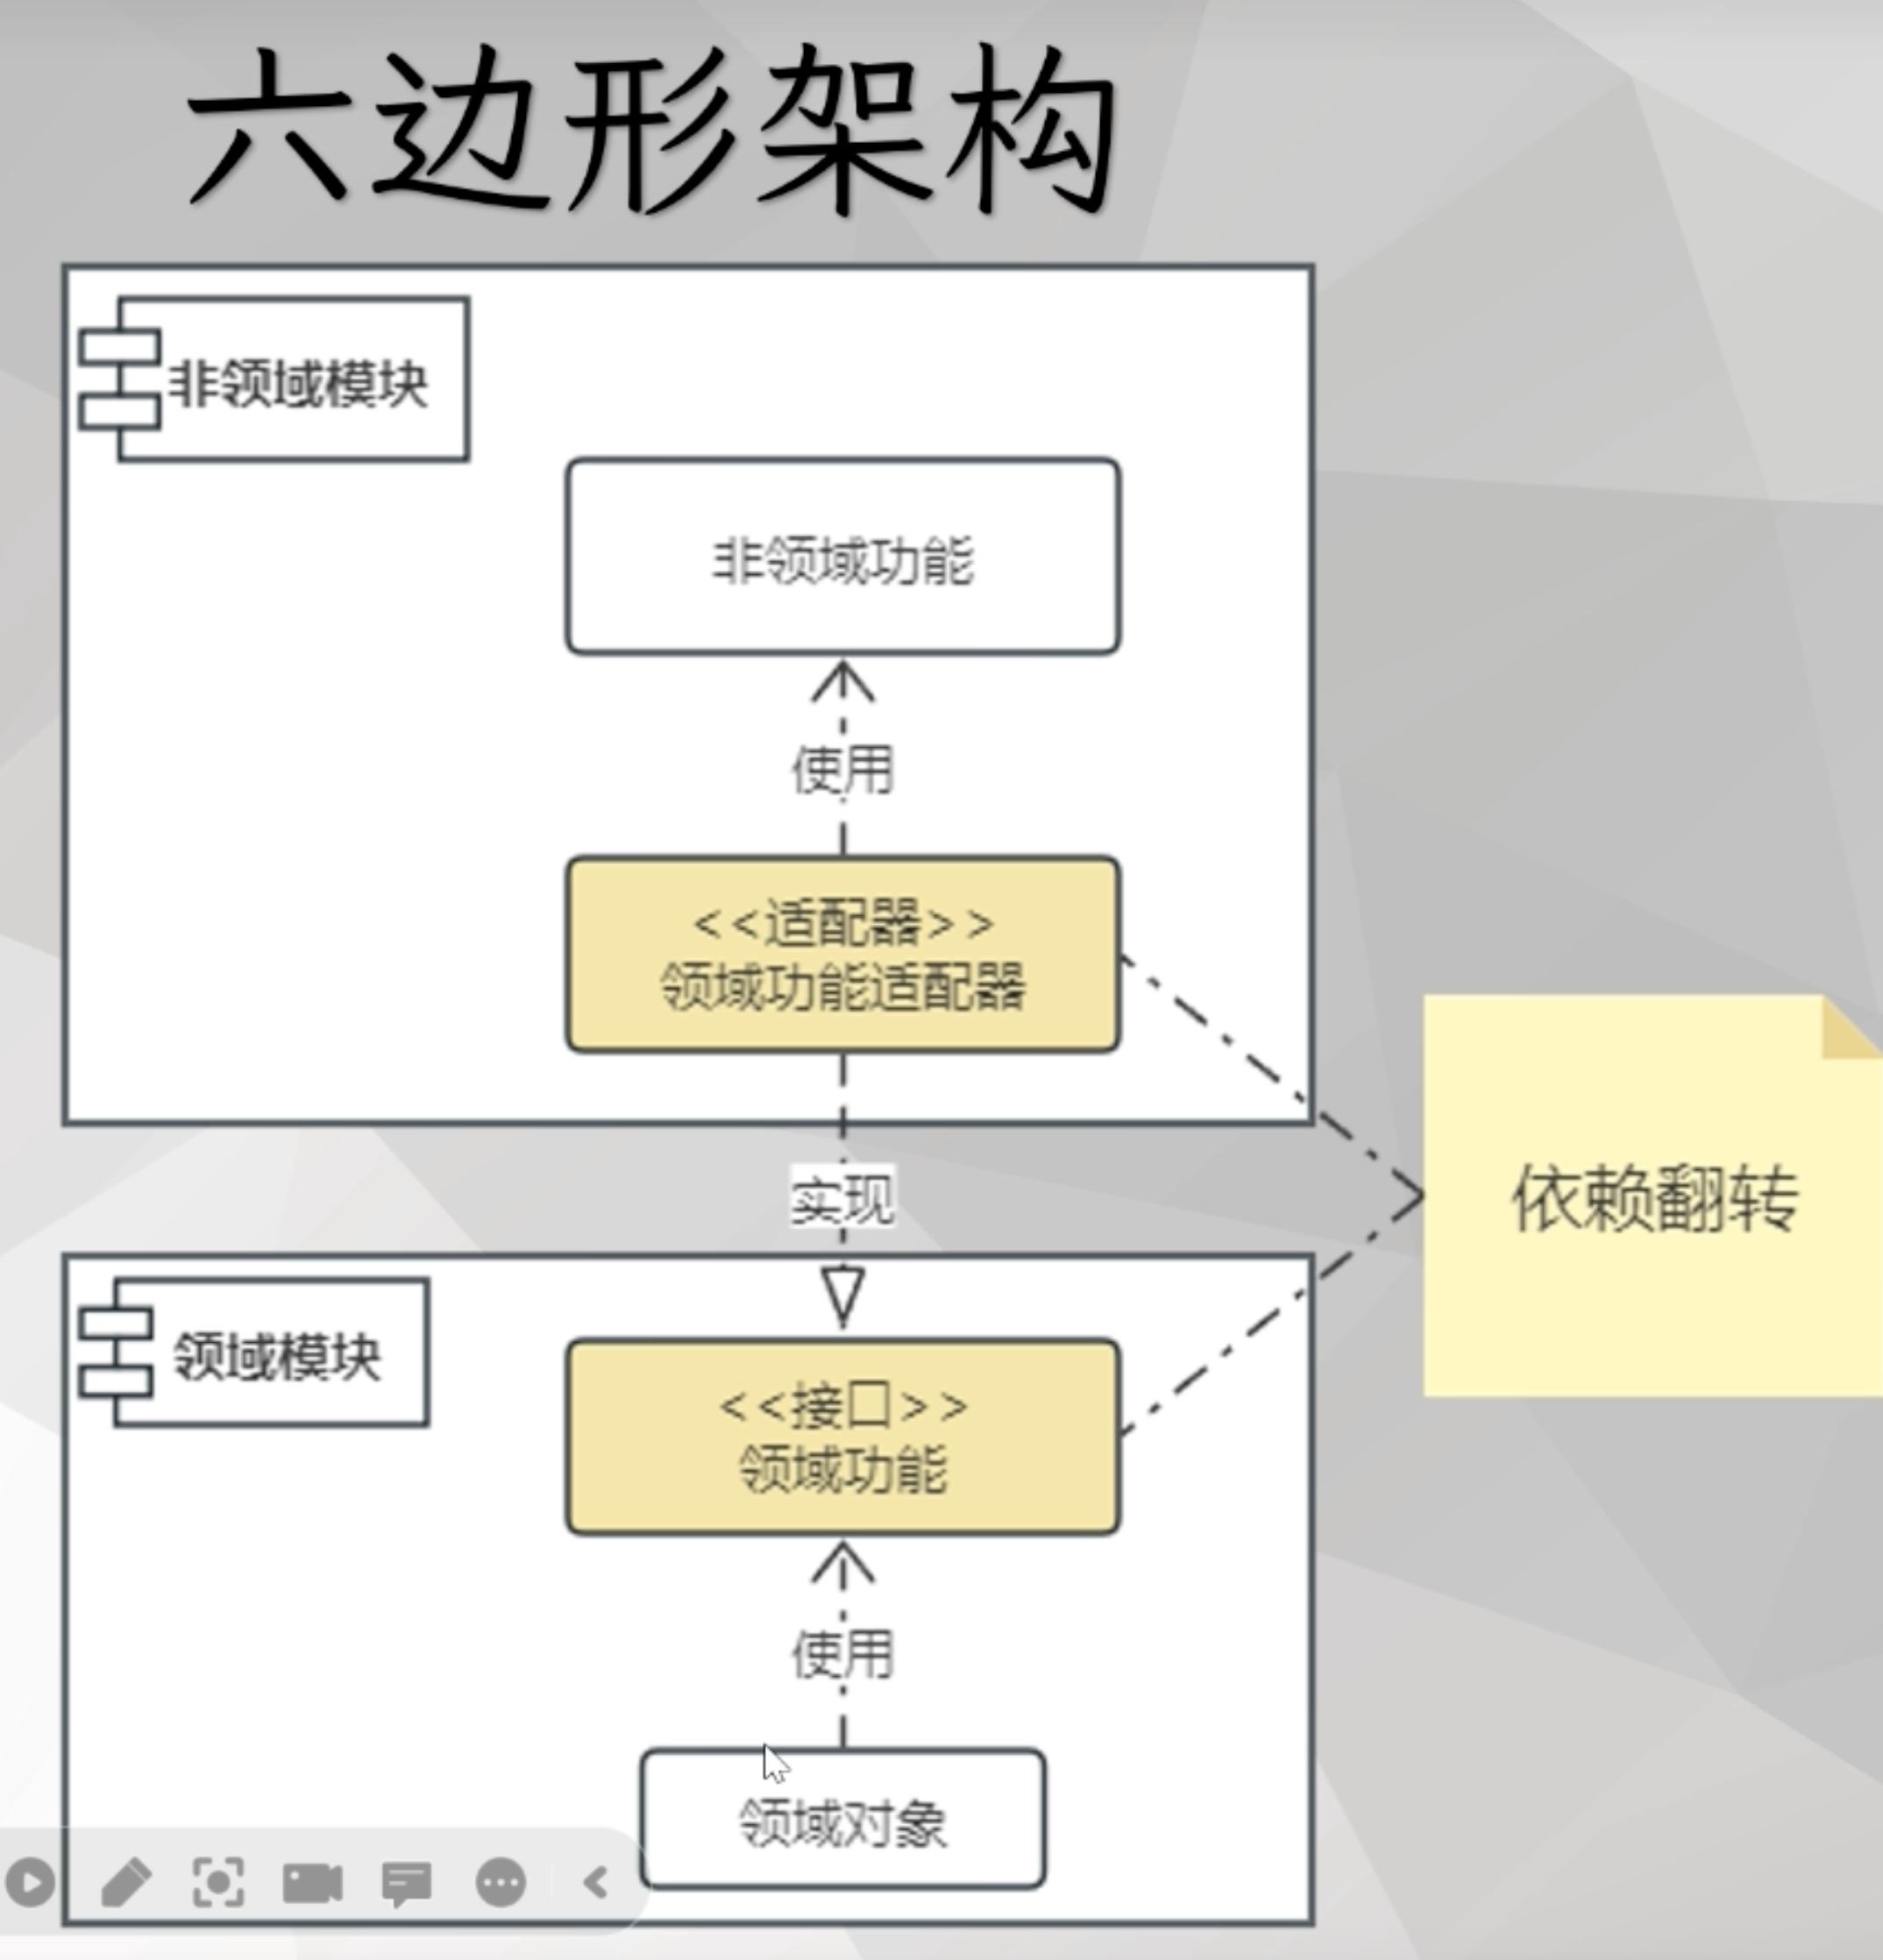 六边形架构
非领域模块
非领域功能
使用
<<适配器>>
领域功能适配器
依赖翻转
实现
领域模块
<<接口>>
领域功能
使用
领域对象